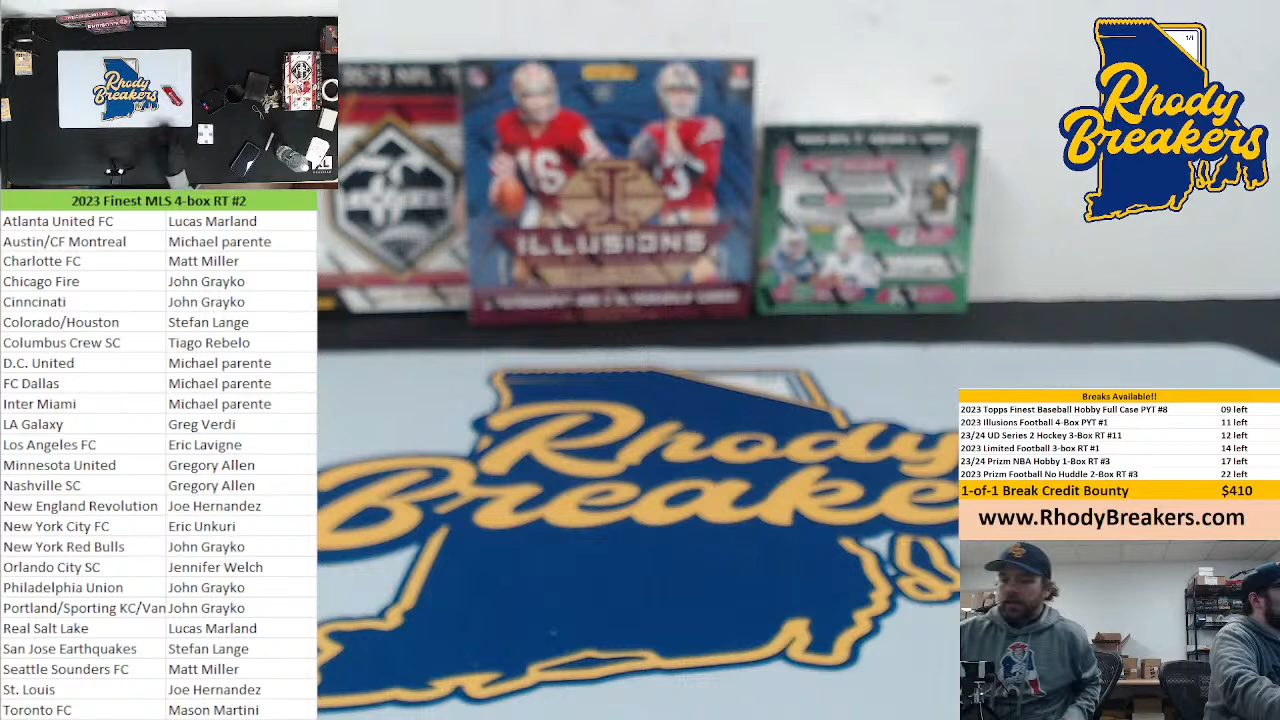 Rhody
Breakers
1/1
2023 Finest MLS 4-box RT #2
Atlanta United FC Lucas Marland
Austin/CF Montreal Michael parente
Charlotte FC Matt Miller
Chicago Fire John Grayko
Cinncinati John Grayko
Colorado/Houston Stefan Lange
Columbus Crew SC Tiago Rebelo
D.C. United Michael parente
FC Dallas Michael parente
Inter Miami Michael parente
LA Galaxy Greg Verdi
Los Angeles FC Eric Lavigne
Minnesota United Gregory Allen
Nashville SC Gregory Allen
New England Revolution Joe Hernandez
New York City FC Eric Unkuri
New York Red Bulls John Grayko
Orlando City SC Jennifer Welch
Philadelphia Union John Grayko
Portland/Sporting KC/Van John Grayko
Real Salt Lake Lucas Marland
San Jose Earthquakes Stefan Lange
Seattle Sounders FC Matt Miller
St. Louis Joe Hernandez
Toronto FC Mason Martini
ILLUSIONS
16
Rhody
Breake
Rhody
Breakers
1/1
Breaks Available!!
2023 Topps Finest Baseball Hobby Full Case PYT #8 09 left
2023 Illusions Football 4-Box PYT #1 11 left
23/24 UD Series 2 Hockey 3-Box RT #11 12 left
2023 Limited Football 3-box RT #1 14 left
23/24 Prizm NBA Hobby 1-Box RT #3 17 left
2023 Prizm Football No Huddle 2-Box RT #3 22 left
1-of-1 Break Credit Bounty $410
www.RhodyBreakers.com